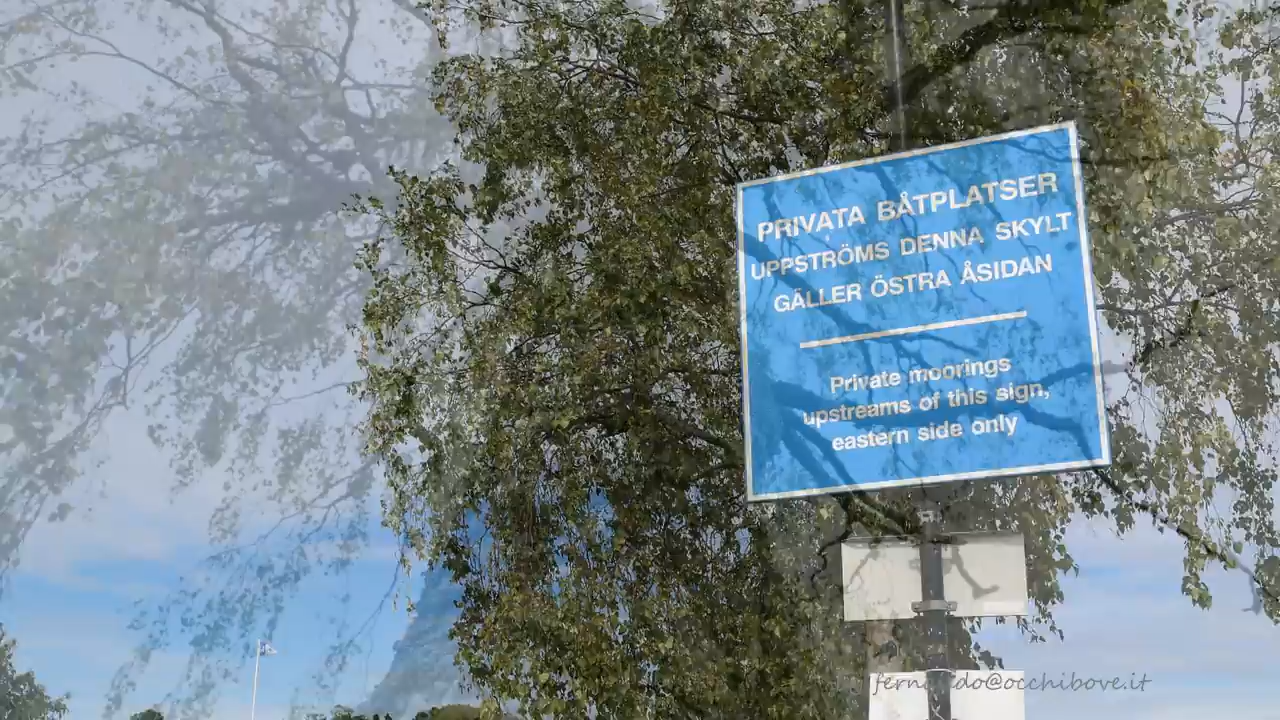 PRIVATA BÅTPLATSER
UPPSTRÖMS DENNA SKYLT
GÄLLER ÖSTRA ÅSIDAN
Private moorings
upstreams of this sign,
eastern side only
fernando@occhibove.it